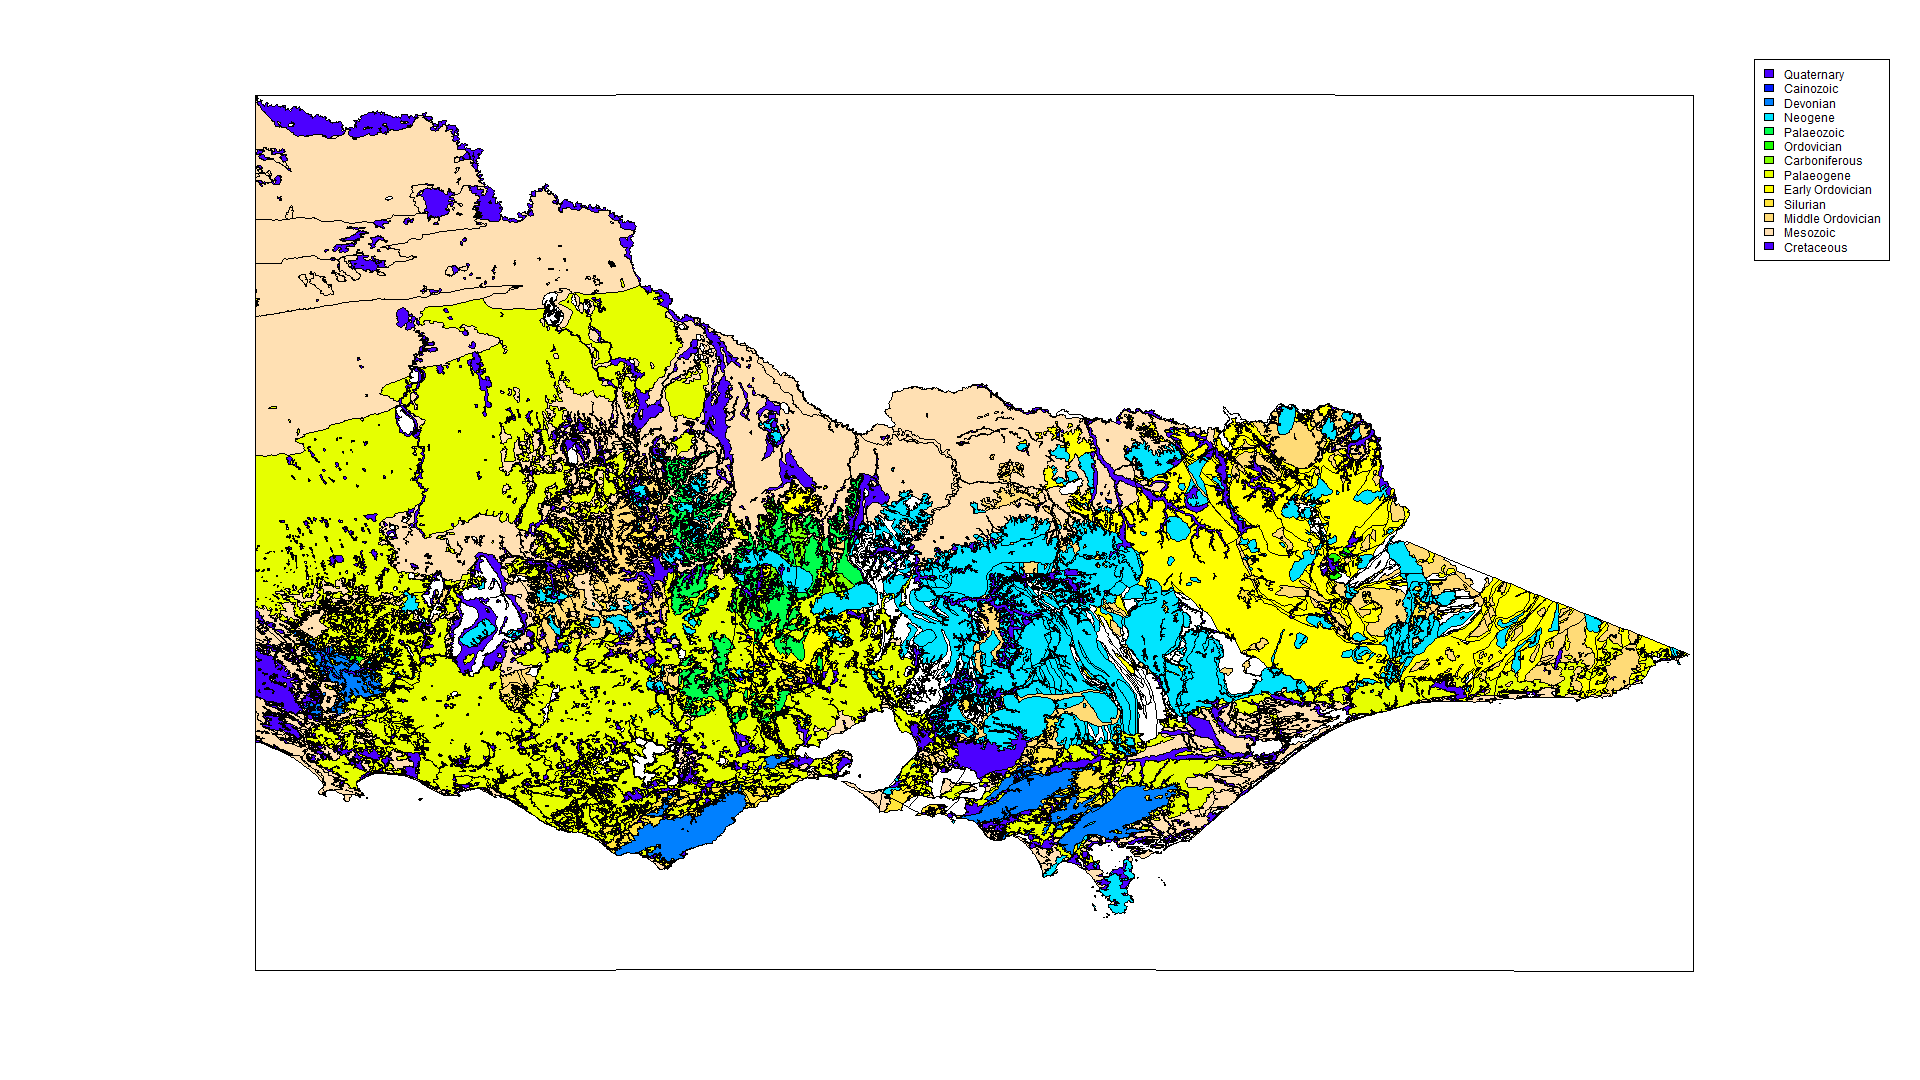 Quaternary
Cainozoic
Devonian
Neogene
Palaeozoic
Ordovician
Carboniferous
Palaeogene
Early Ordovician
Silurian
Middle Ordovician
Mesozoic
Cretaceous